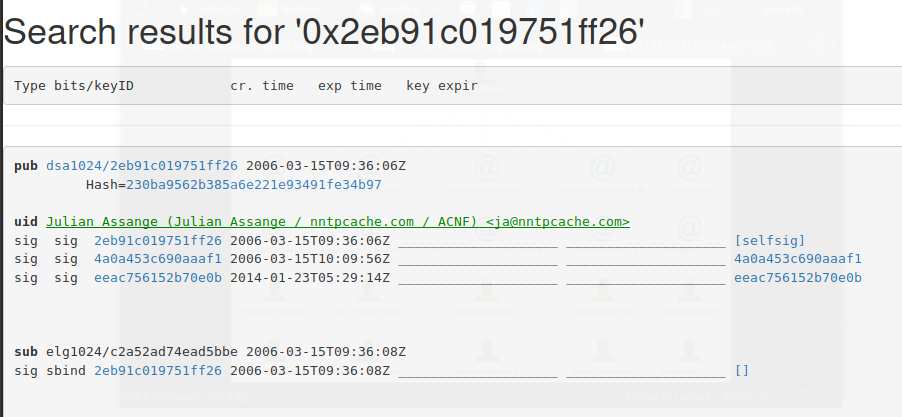 Search results for '0x2eb91c019751ff26'
Type bits/keyID            cr. time   exp time   key expir
pub dsa1024/2eb91c019751ff26 2006-03-15T09:36:06Z
Hash=230ba9562b385a6e221e93491fe34b97
uid Julian Assange (Julian Assange / nntpcache.com / ACNF) <ja@nntpcache.com>
sig  sig  2eb91c019751ff26 2006-03-15T09:36:06Z ____________________ ____________________ [selfsig]
sig  sig  4a0a453c690aaaf1 2006-03-15T10:09:56Z ____________________ ____________________ 4a0a453c690aaaf1
sig  sig  eeac756152b70e0b 2014-01-23T05:29:14Z ____________________ ____________________ eeac756152b70e0b
sub elg1024/c2a52ad74ead5bbe 2006-03-15T09:36:08Z
sig sbind 2eb91c019751ff26 2006-03-15T09:36:08Z ____________________ ____________________ []